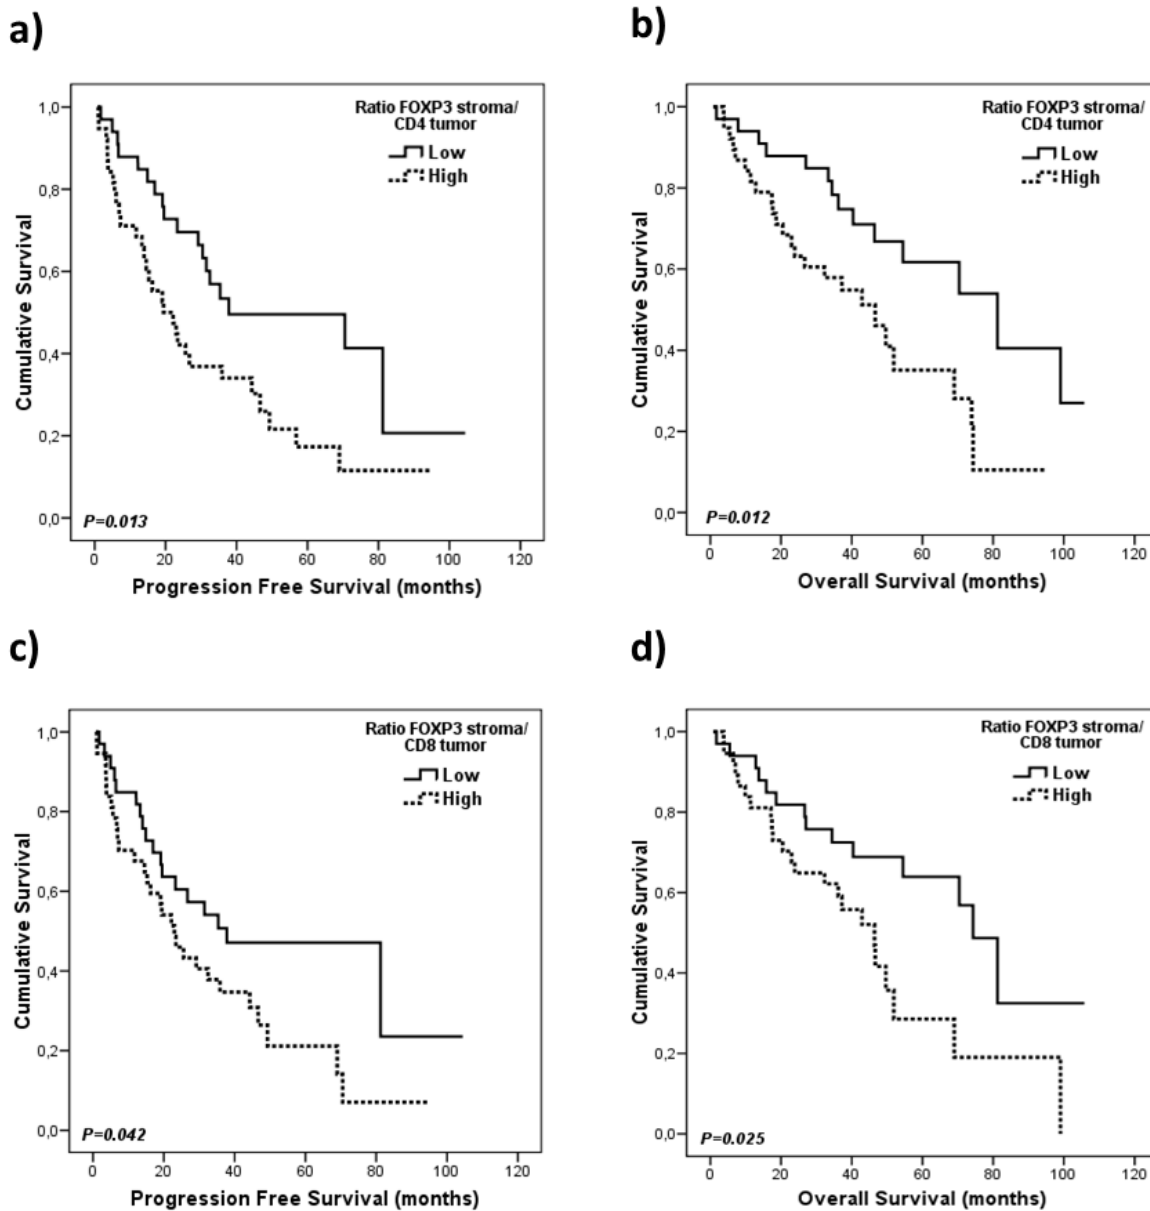 a)
Ratio FOXP3 stroma/
CD4 tumor
Low
High
1,0
0,8
0,6
0,4
0,2
0,0
Cumulative Survival
P=0.013
0 20 40 60 80 100 120
Progression Free Survival (months)
b)
Ratio FOXP3 stroma/
CD4 tumor
Low
High
1,0
0,8
0,6
0,4
0,2
0,0
Cumulative Survival
P=0.012
0 20 40 60 80 100 120
Overall Survival (months)
c)
Ratio FOXP3 stroma/
CD8 tumor
Low
High
1,0
0,8
0,6
0,4
0,2
0,0
Cumulative Survival
P=0.042
0 20 40 60 80 100 120
Progression Free Survival (months)
d)
Ratio FOXP3 stroma/
CD8 tumor
Low
High
1,0
0,8
0,6
0,4
0,2
0,0
Cumulative Survival
P=0.025
0 20 40 60 80 100 120
Overall Survival (months)